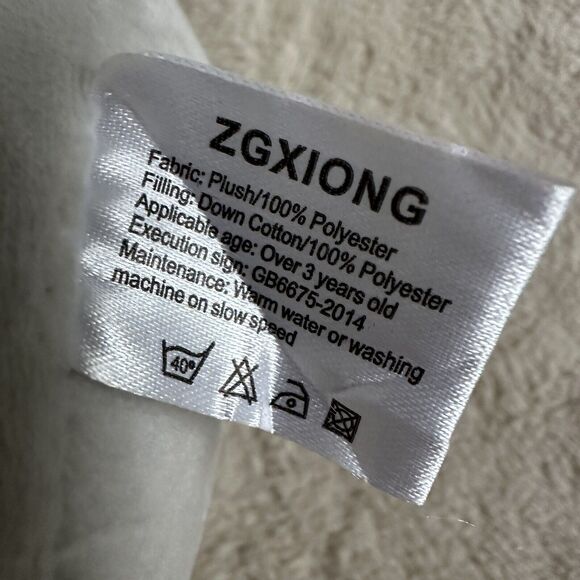 ZGXIONG
Fabric: Plush/100% Polyester
Filling: Down Cotton/100% Polyester
Applicable age: Over 3 years old
Execution sign: GB6675-2014
Maintenance: Warm water or washing
machine on slow speed
40°